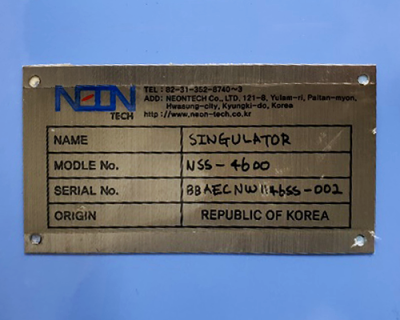 NEON
TECH
TEL : 82-31-352-8740~3
ADD: NEONTECH Co., LTD, 121-8, Yulam-ri, Paltan-myon,
Hwasung-city, Kyungki-do, Korea
http://www.neon-tech.co.kr
NAME SINGULATOR
MODLE No. NSS-4600
SERIAL No.
ORIGIN REPUBLIC OF KOREA